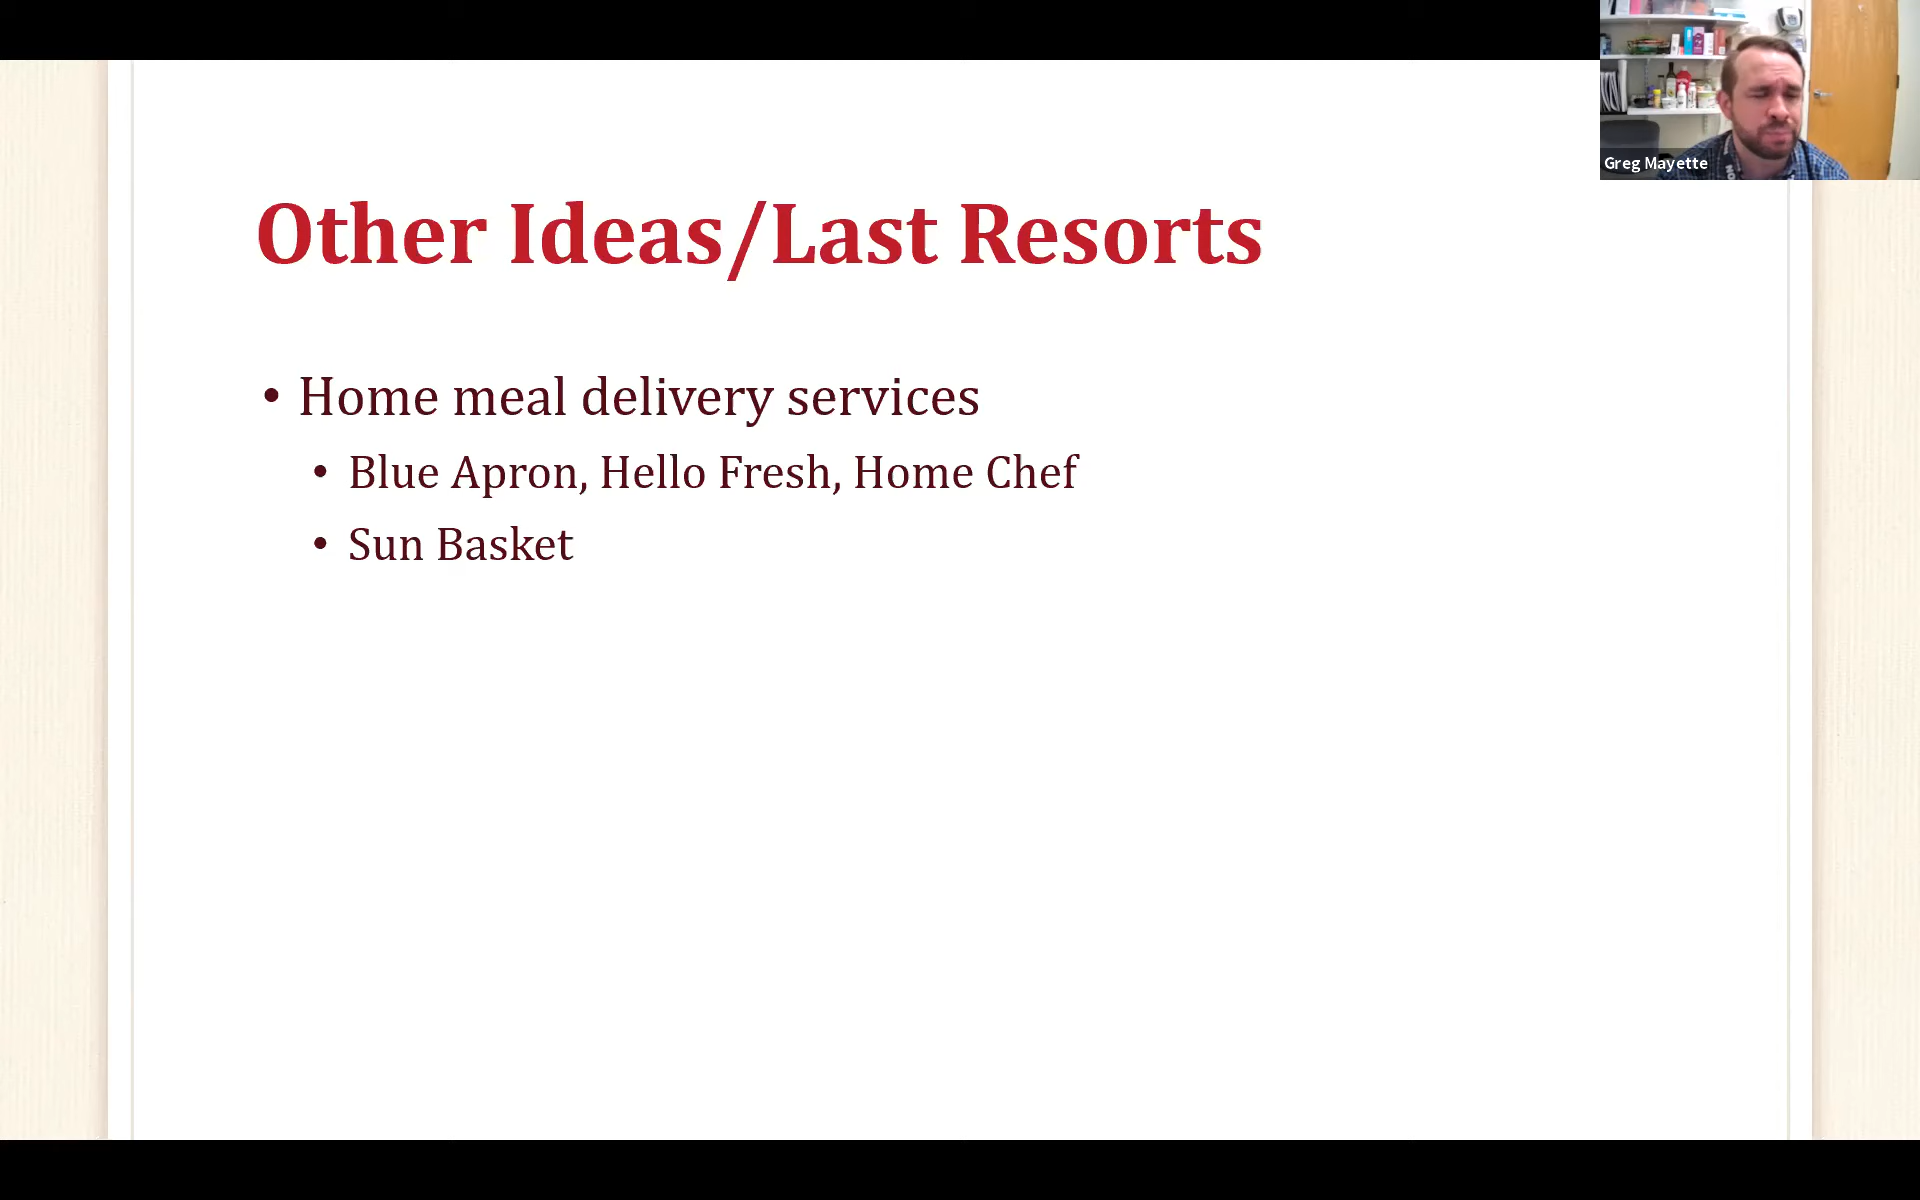 Other Ideas/Last Resorts
• Home meal delivery services
• Blue Apron, Hello Fresh, Home Chef
• Sun Basket
Greg Mayette